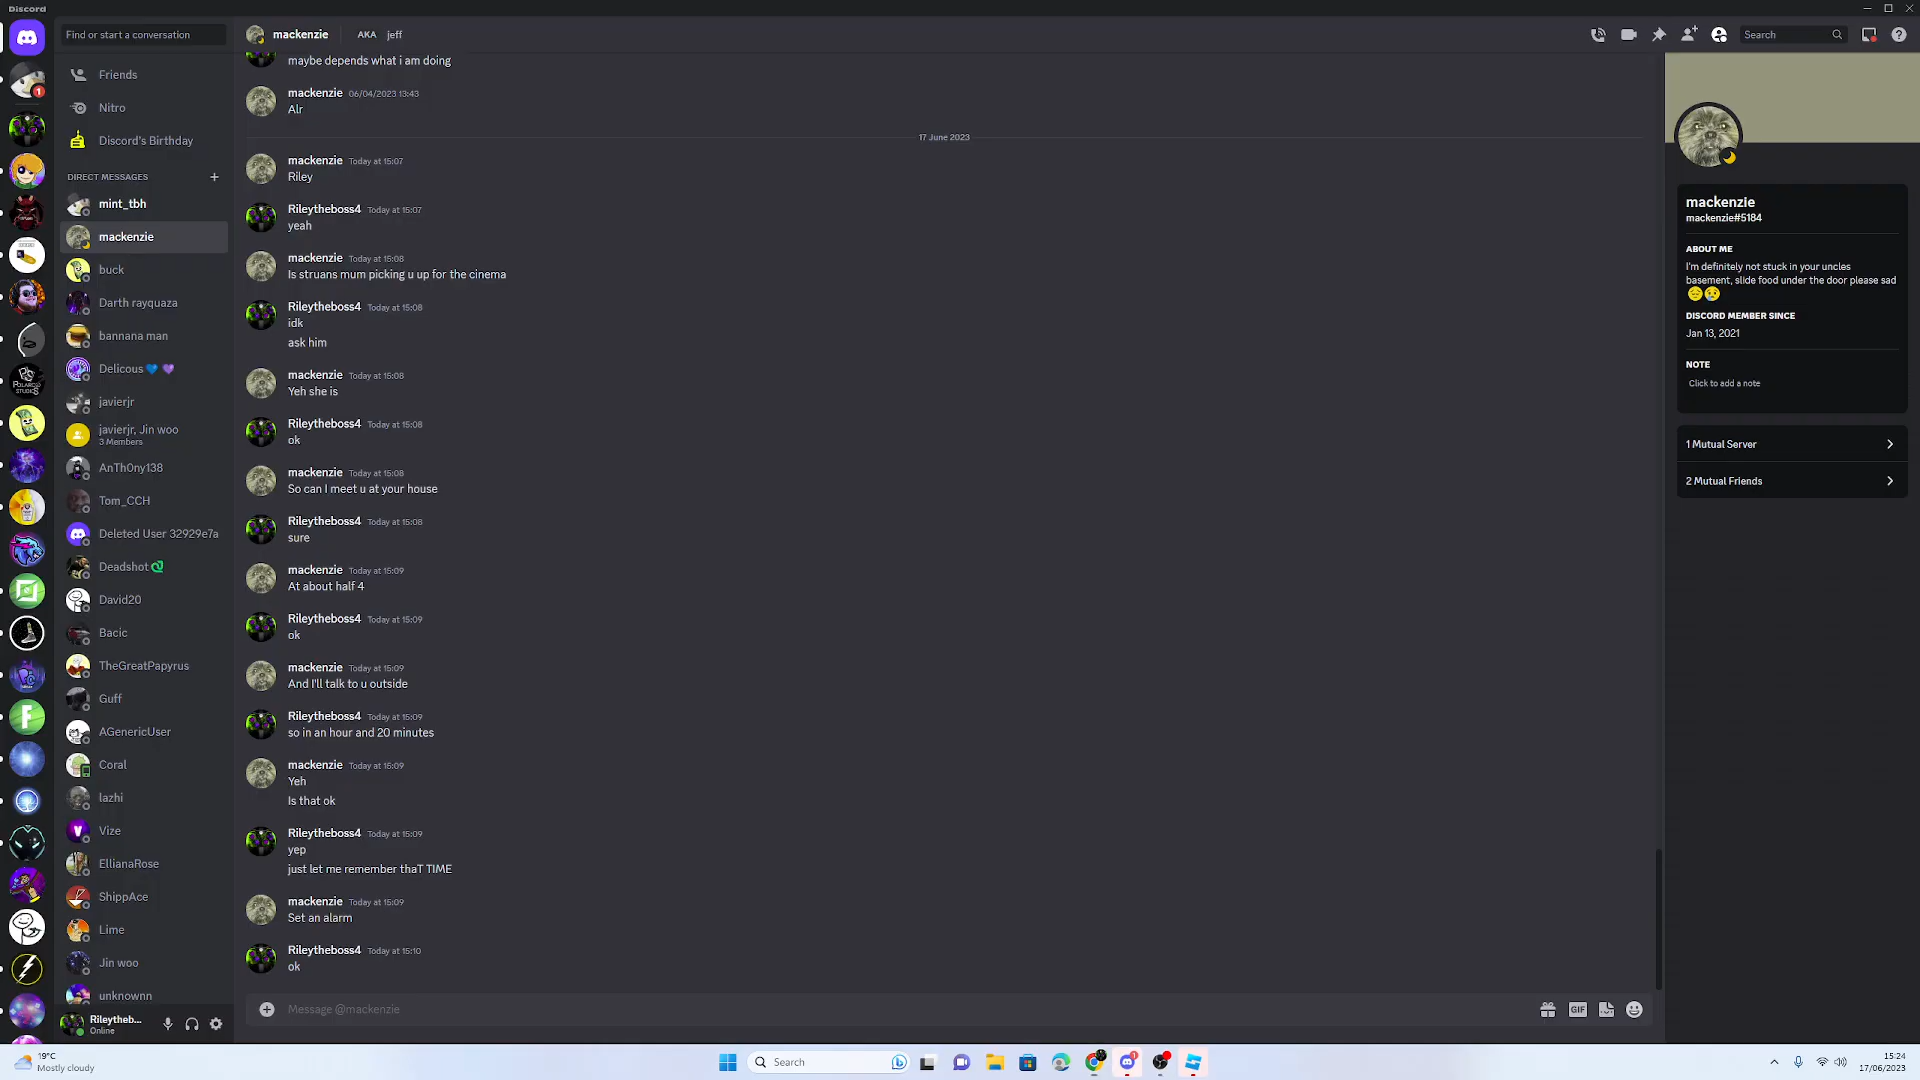 Discord
Find or start a conversation
mackenzie
AKA jeff
Search
Friends
Nitro
Discord's Birthday
DIRECT MESSAGES
mint_tbh
mackenzie
buck
Darth rayquaza
bannana man
Delicous 💙 💜
javierjr
javierjr, Jin woo
3 Members
AnTh0ny138
Tom_CCH
Deleted User 32929e7a
Deadshot
David20
Bacic
TheGreatPapyrus
Guff
AGenericUser
Coral
lazhi
Vize
EllianaRose
ShippAce
Lime
Jin woo
unknownn
Rileytheb...
Online
maybe depends what i am doing
mackenzie 06/04/2023 13:43
Alr
17 June 2023
mackenzie Today at 15:07
Riley
Rileytheboss4 Today at 15:07
yeah
mackenzie Today at 15:08
Is struans mum picking u up for the cinema
Rileytheboss4 Today at 15:08
idk
ask him
mackenzie Today at 15:08
Yeh she is
Rileytheboss4 Today at 15:08
ok
mackenzie Today at 15:08
So can I meet u at your house
Rileytheboss4 Today at 15:08
sure
mackenzie Today at 15:09
At about half 4
Rileytheboss4 Today at 15:09
ok
mackenzie Today at 15:09
And I'll talk to u outside
Rileytheboss4 Today at 15:09
so in an hour and 20 minutes
mackenzie Today at 15:09
Yeh
Is that ok
Rileytheboss4 Today at 15:09
yep
just let me remember thaT TIME
mackenzie Today at 15:09
Set an alarm
Rileytheboss4 Today at 15:10
ok
Message @mackenzie
GIF
mackenzie
mackenzie#5184
ABOUT ME
I'm definitely not stuck in your uncles
basement, slide food under the door please sad
😔😢
DISCORD MEMBER SINCE
Jan 13, 2021
NOTE
Click to add a note
1 Mutual Server
2 Mutual Friends
19°C
Mostly cloudy
Search
15:24
17/06/2023